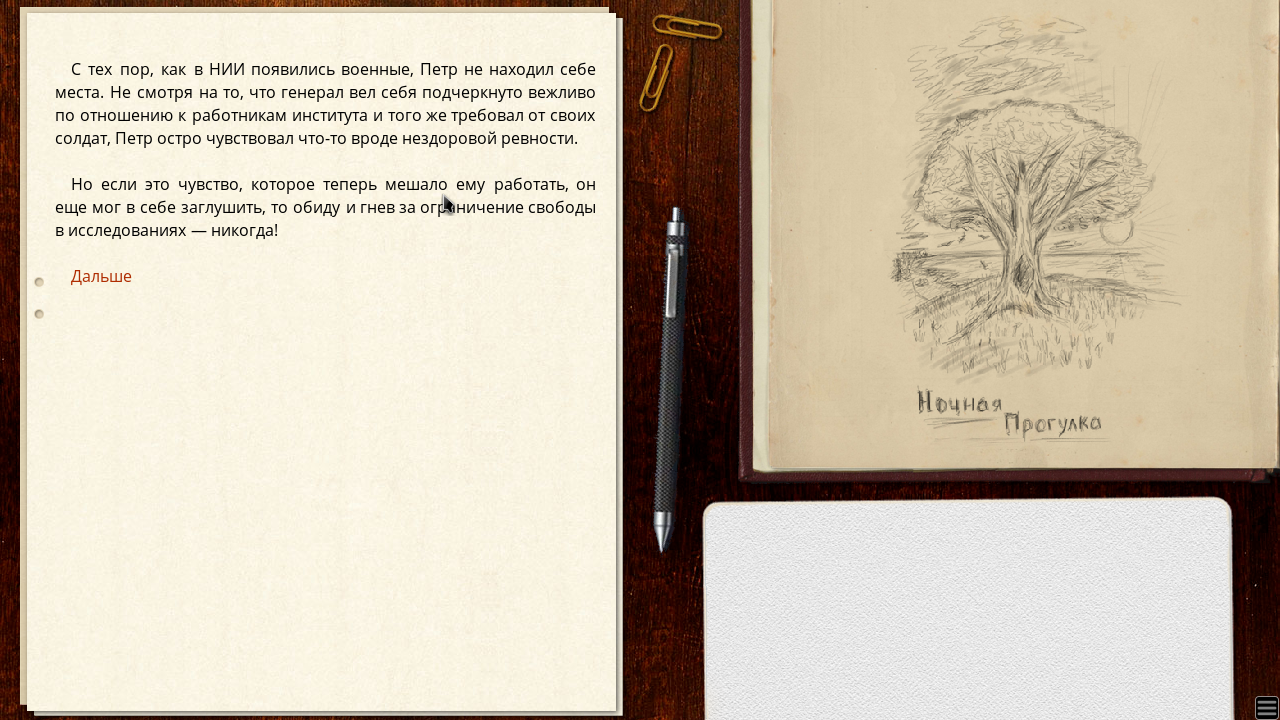 С тех пор, как в НИИ появились военные, Петр не находил себе
места. Не смотря на то, что генерал вел себя подчеркнуто вежливо
по отношению к работникам института и того же требовал от своих
солдат, Петр остро чувствовал что-то вроде нездоровой ревности.
Но если это чувство, которое теперь мешало ему работать, он
еще мог в себе заглушить, то обиду и гнев за ограничение свободы
в исследованиях — никогда!
Дальше
Ночная
Прогулка